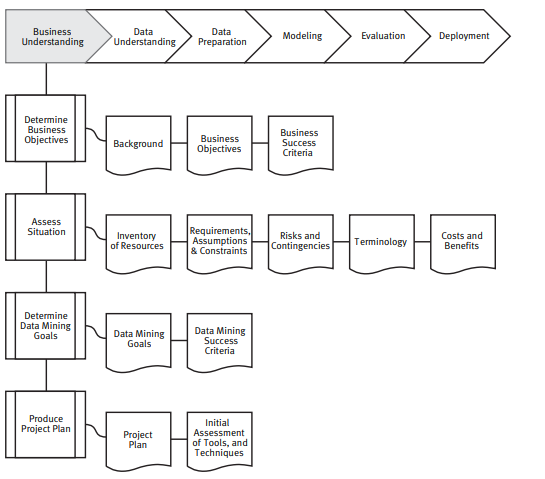 Business
Understanding
Data
Understanding
Data
Preparation
Modeling
Evaluation
Deployment
Determine
Business
Objectives
Background
Business
Objectives
Business
Success
Criteria
Assess
Situation
Inventory
of Resources
Requirements,
Assumptions
& Constraints
Risks and
Contingencies
Terminology
Costs and
Benefits
Determine
Data Mining
Goals
Data Mining
Goals
Data Mining
Success
Criteria
Produce
Project Plan
Project
Plan
Initial
Assessment
of Tools, and
Techniques